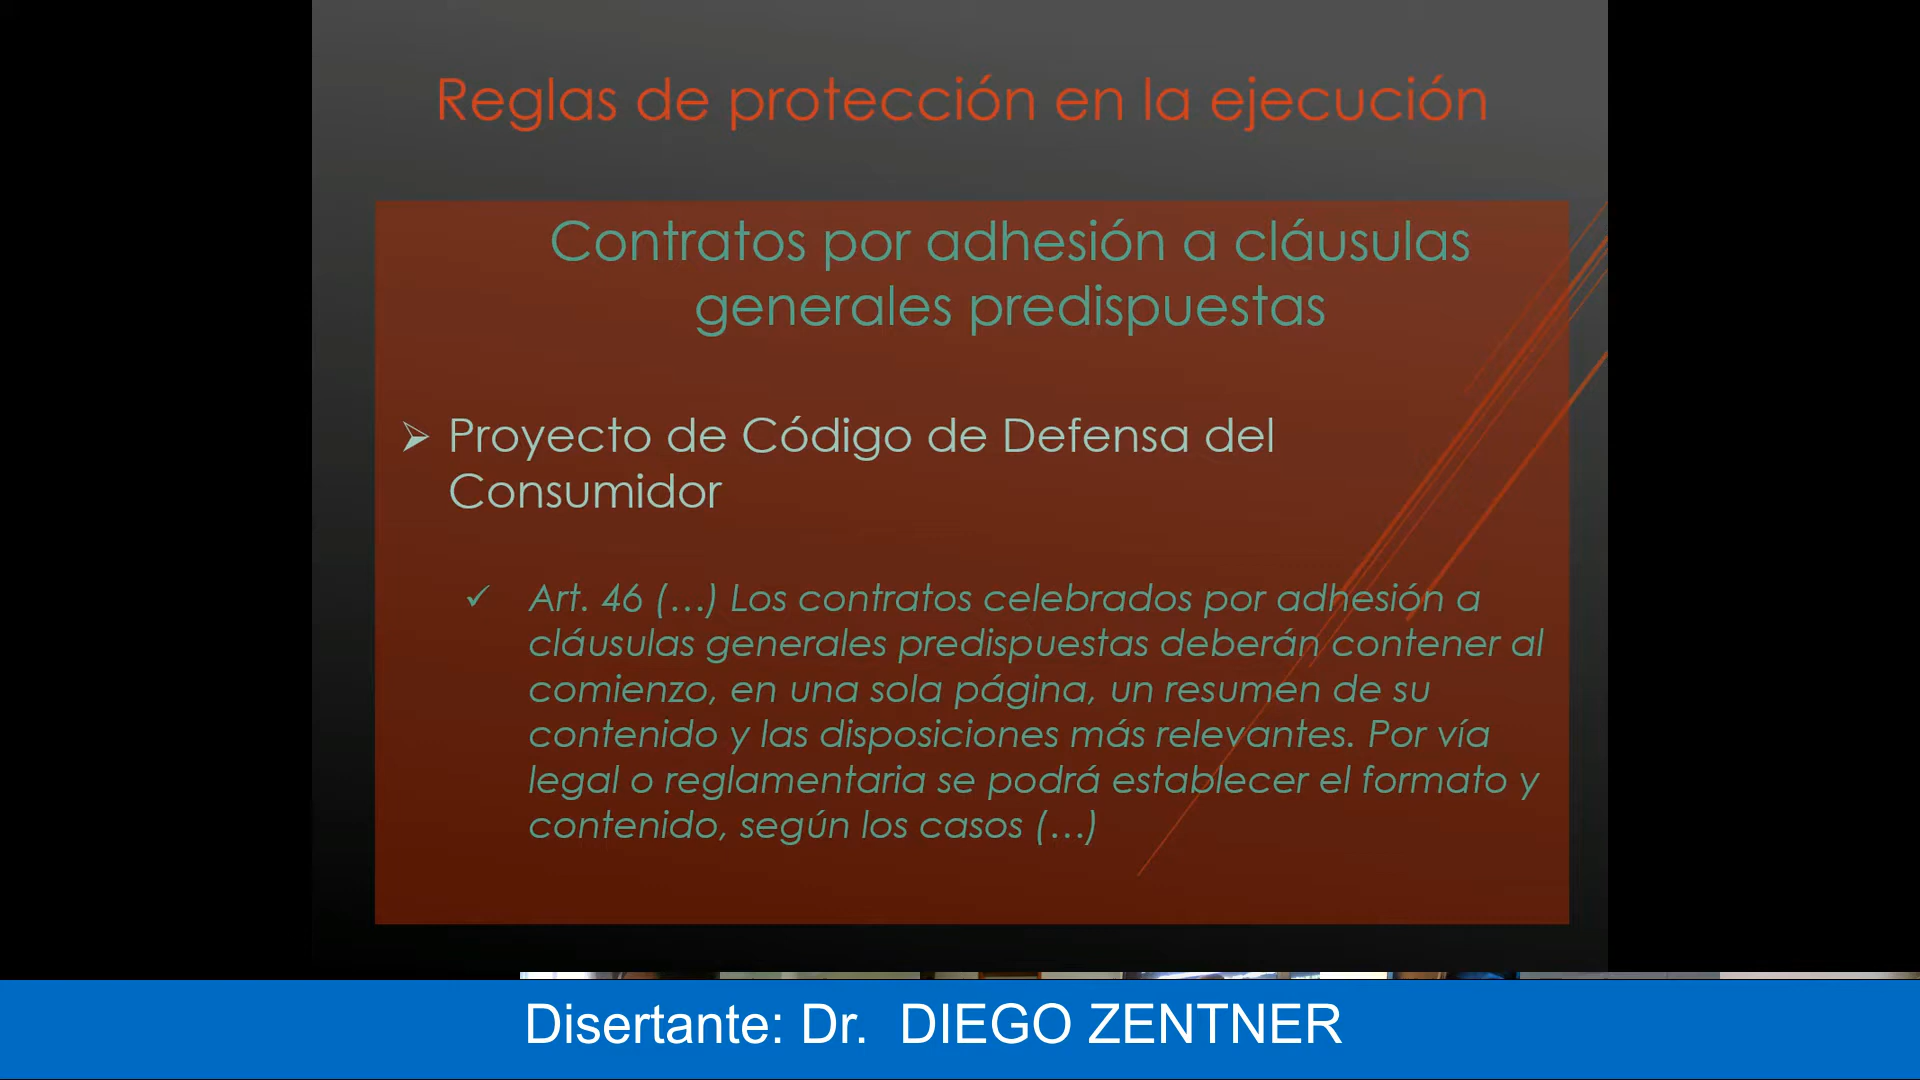 Reglas de protección en la ejecución
Contratos por adhesión a cláusulas
generales predispuestas
➢ Proyecto de Código de Defensa del
Consumidor
✓ Art. 46 (…) Los contratos celebrados por adhesión a
cláusulas generales predispuestas deberán contener al
comienzo, en una sola página, un resumen de su
contenido y las disposiciones más relevantes. Por vía
legal o reglamentaria se podrá establecer el formato y
contenido, según los casos (…)
Disertante: Dr.  DIEGO ZENTNER